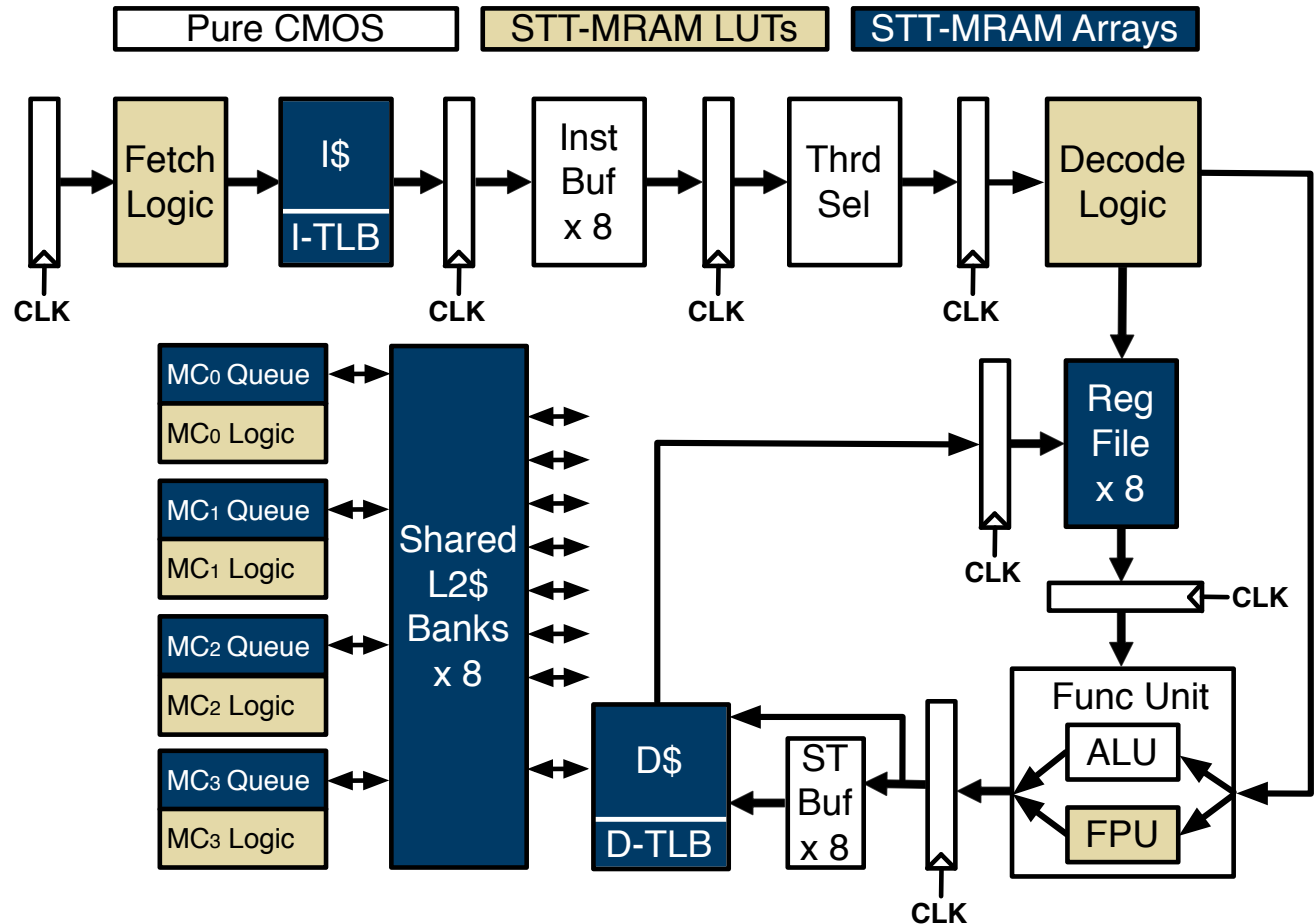 Pure CMOS
STT-MRAM LUTs
STT-MRAM Arrays
Fetch
Logic
I$
I-TLB
Inst
Buf
x 8
Thrd
Sel
Decode
Logic
CLK
CLK
CLK
CLK
MC0 Queue
MC0 Logic
MC1 Queue
MC1 Logic
MC2 Queue
MC2 Logic
MC3 Queue
MC3 Logic
Shared
L2$
Banks
x 8
Reg
File
x 8
CLK
CLK
Func Unit
ALU
FPU
D$
D-TLB
ST
Buf
x 8
CLK